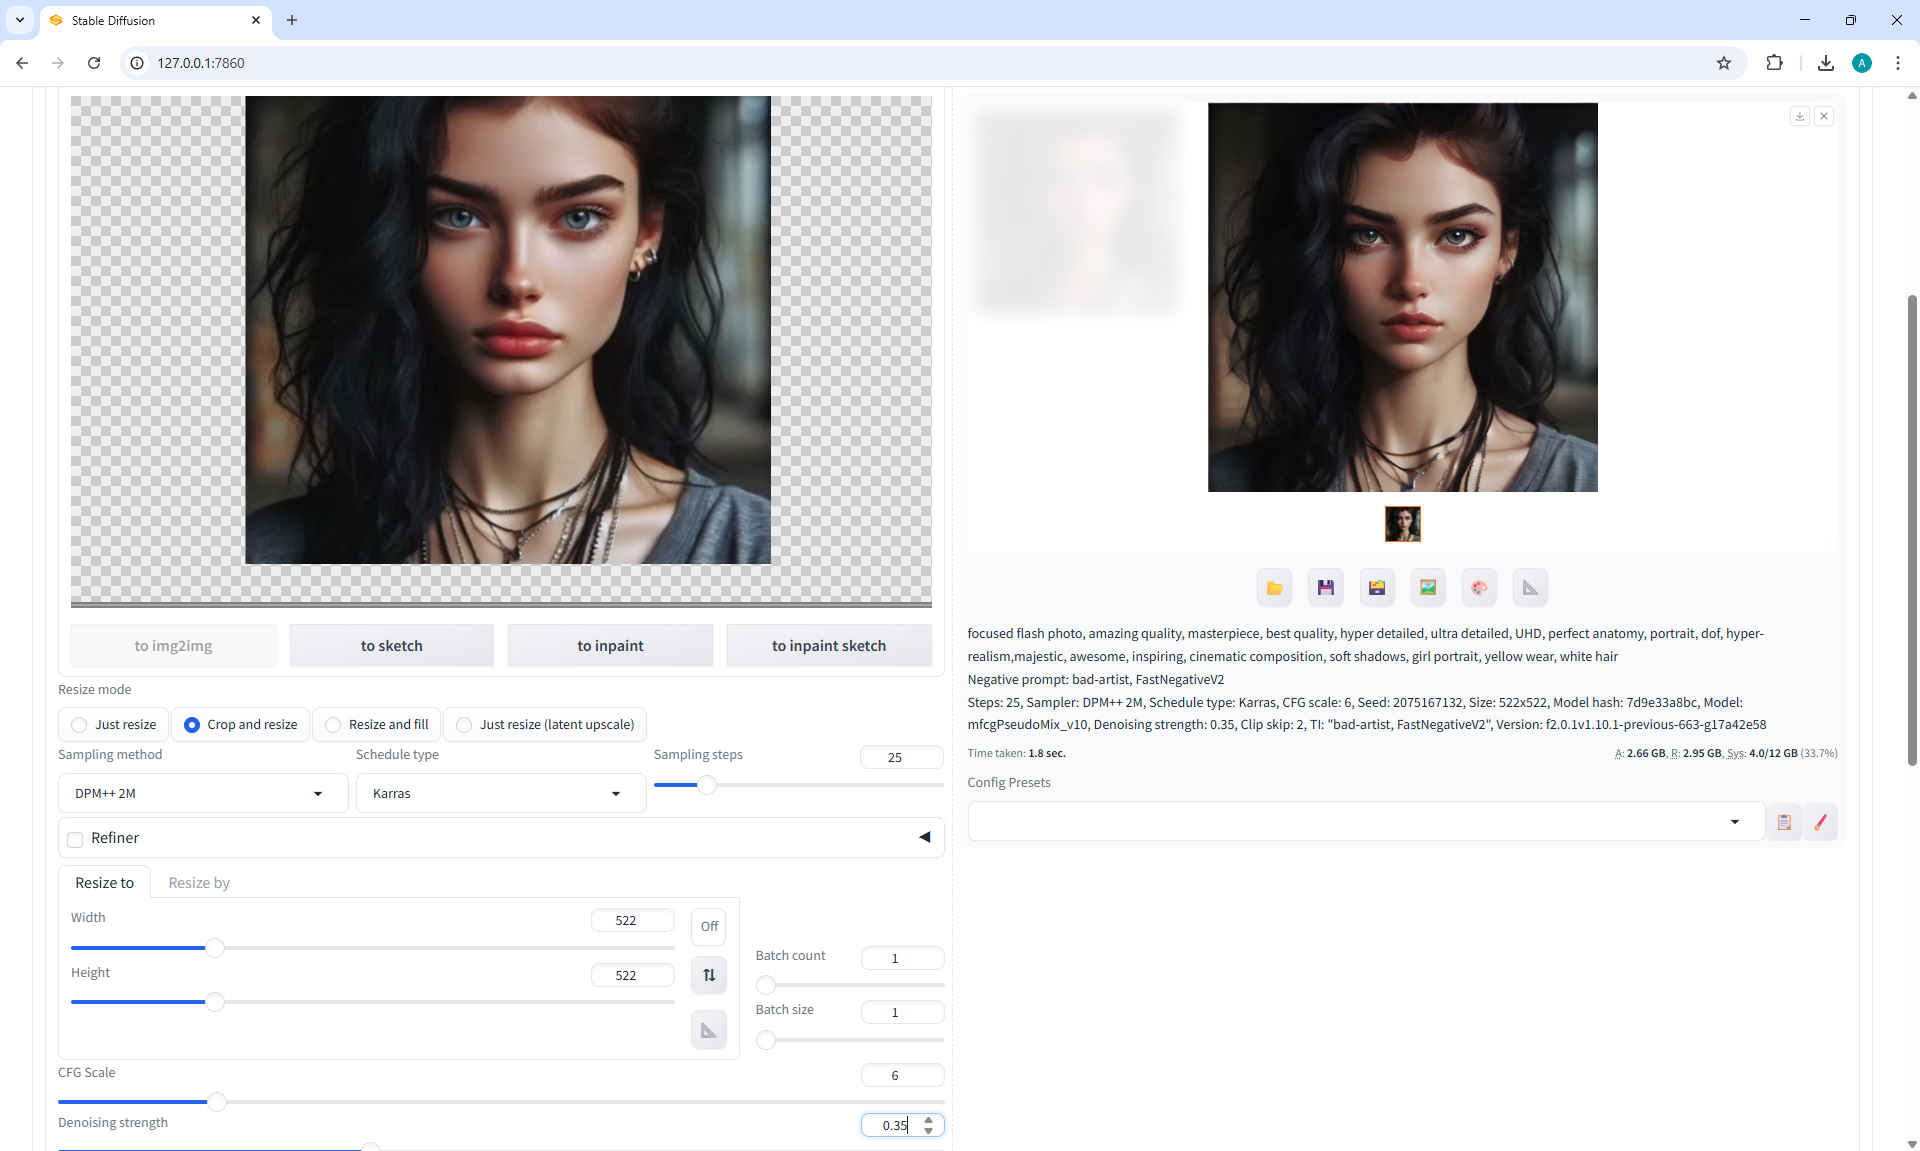 Stable Diffusion
127.0.0.1:7860
A
to img2img
to sketch
to inpaint
to inpaint sketch
Resize mode
Just resize
Crop and resize
Resize and fill
Just resize (latent upscale)
Sampling method
Schedule type
Sampling steps
25
DPM++ 2M
Karras
Refiner
Resize to
Resize by
Width
522
Off
Height
522
Batch count
1
Batch size
1
CFG Scale
6
Denoising strength
0.35
focused flash photo, amazing quality, masterpiece, best quality, hyper detailed, ultra detailed, UHD, perfect anatomy, portrait, dof, hyper-
realism,majestic, awesome, inspiring, cinematic composition, soft shadows, girl portrait, yellow wear, white hair
Negative prompt: bad-artist, FastNegativeV2
Steps: 25, Sampler: DPM++ 2M, Schedule type: Karras, CFG scale: 6, Seed: 2075167132, Size: 522x522, Model hash: 7d9e33a8bc, Model:
mfcgPseudoMix_v10, Denoising strength: 0.35, Clip skip: 2, TI: "bad-artist, FastNegativeV2", Version: f2.0.1v1.10.1-previous-663-g17a42e58
Time taken: 1.8 sec.
A: 2.66 GB, R: 2.95 GB, Sys: 4.0/12 GB (33.7%)
Config Presets